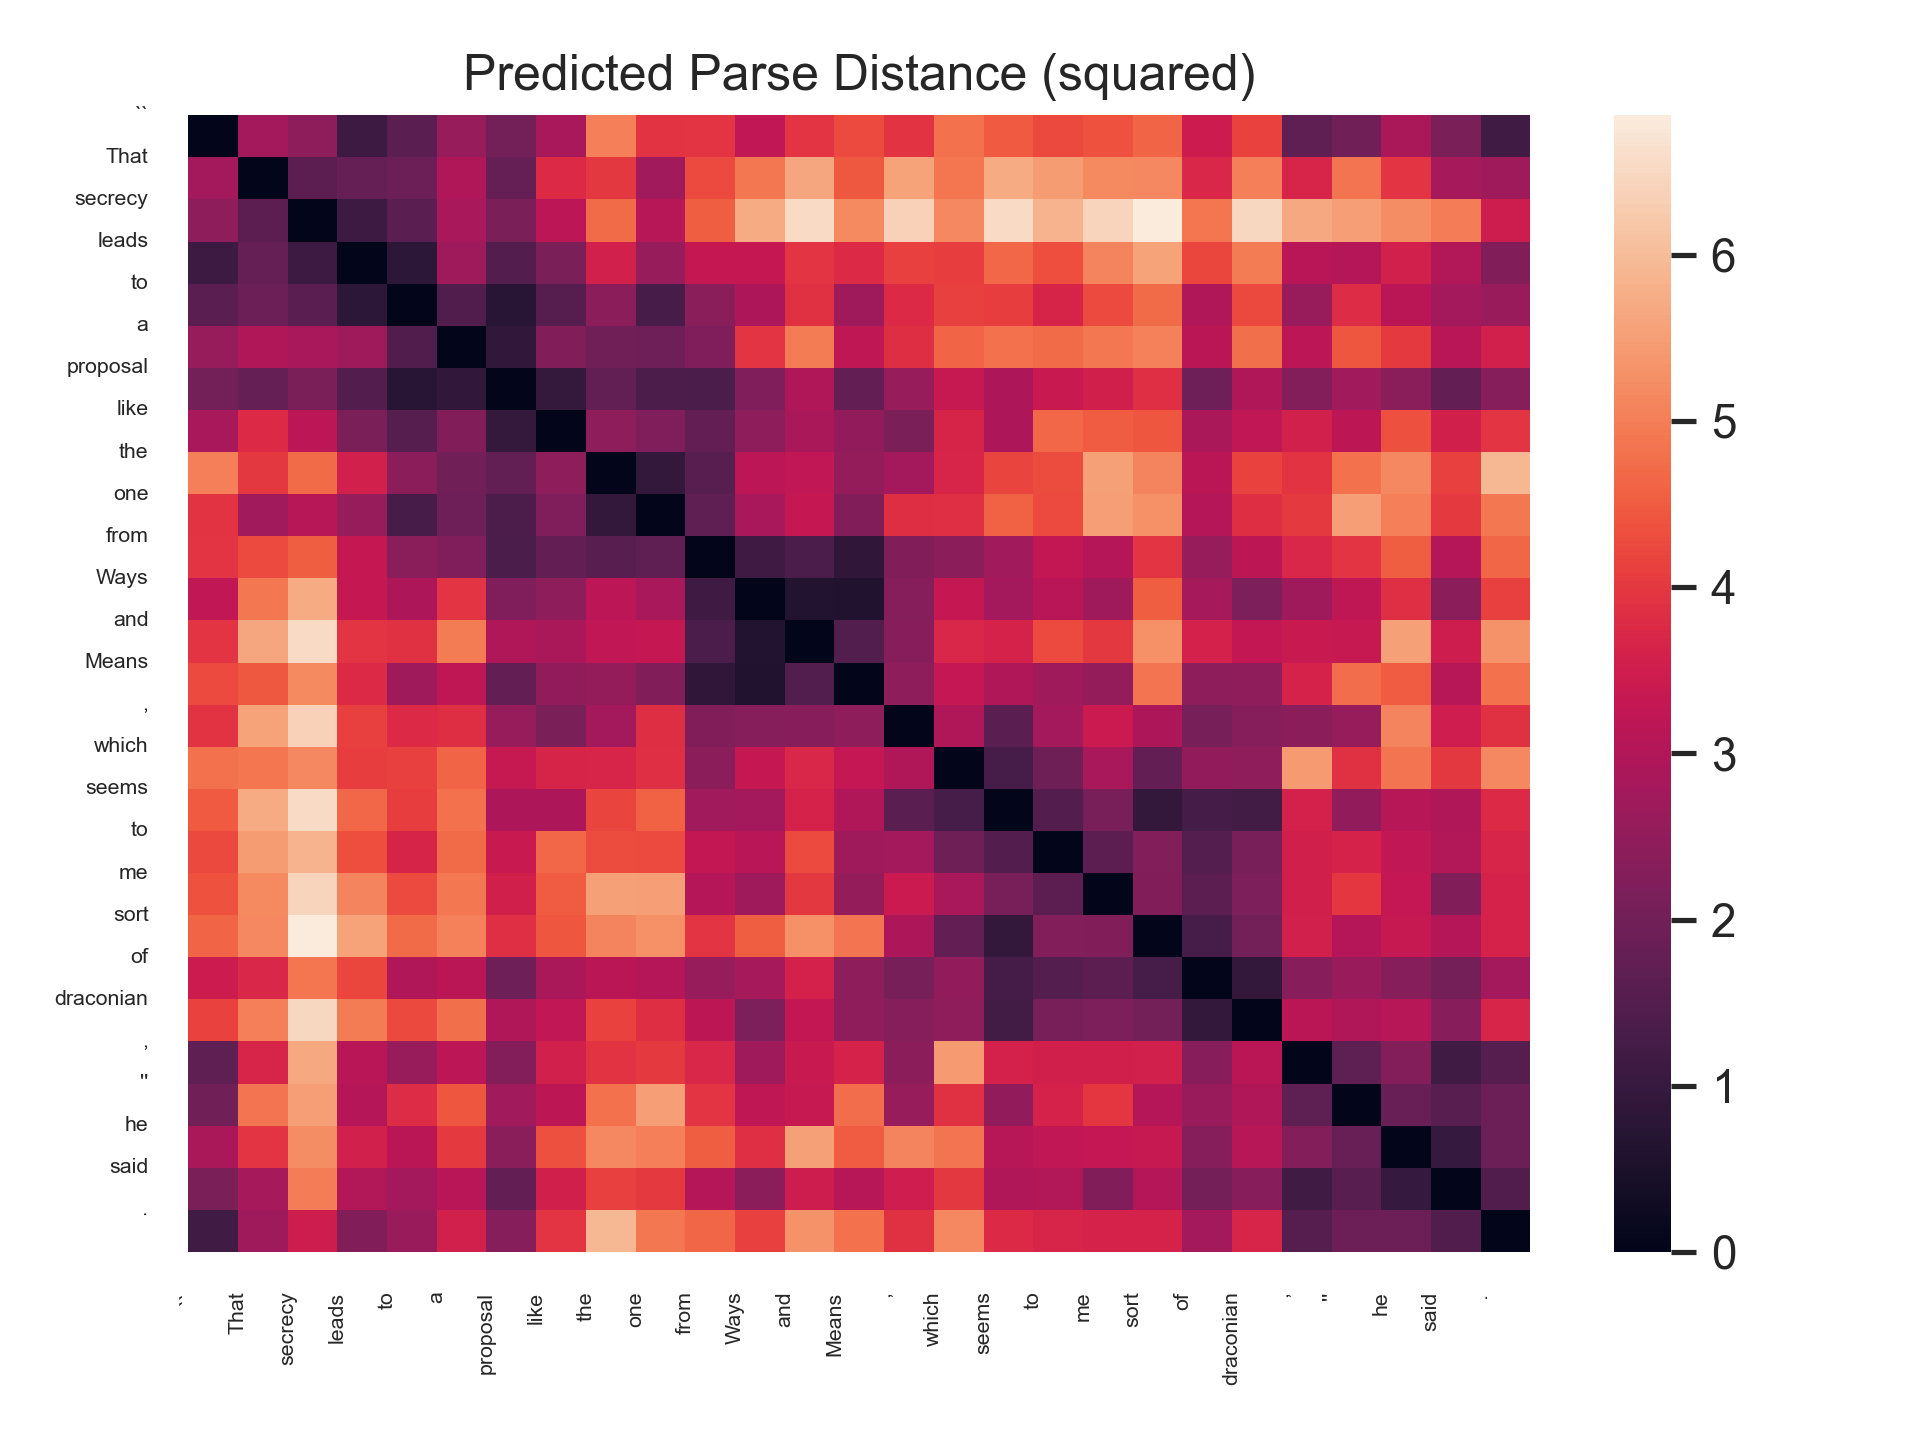 Predicted Parse Distance (squared)
``
That
secrecy
leads
to
a
proposal
like
the
one
from
Ways
and
Means
,
which
seems
to
me
sort
of
draconian
,
"
he
said
.
6
5
4
3
2
1
0
``
That
secrecy
leads
to
a
proposal
like
the
one
from
Ways
and
Means
,
which
seems
to
me
sort
of
draconian
,
"
he
said
.